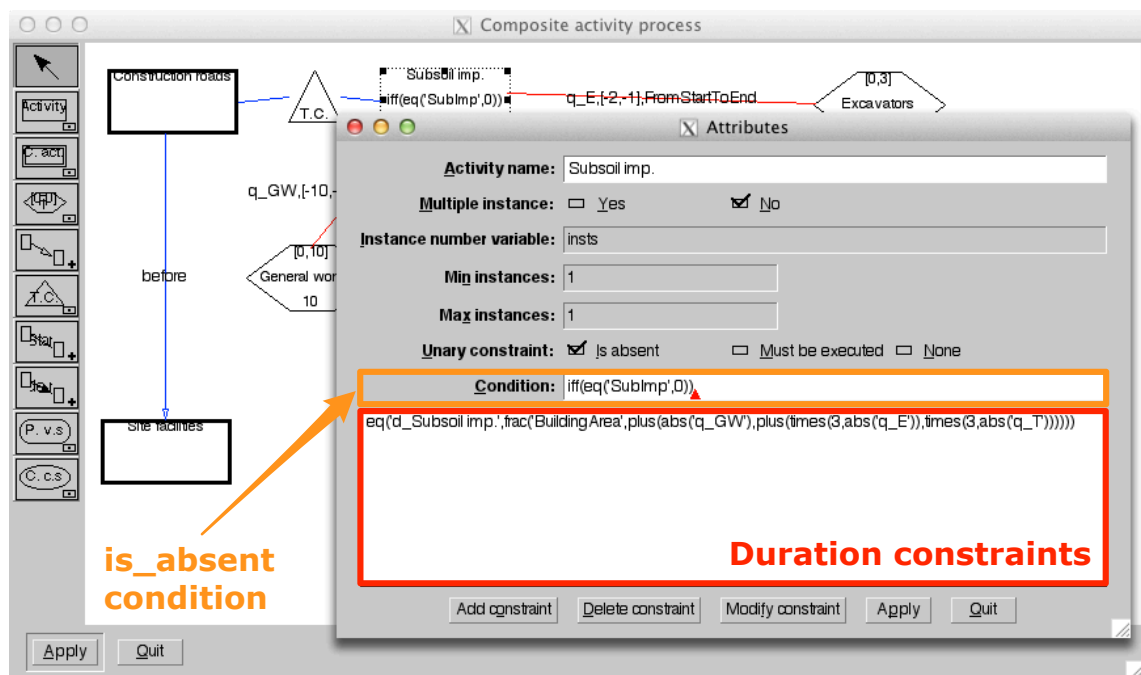 Composite activity process
Construction roads
T.C.
Subsoil imp.
iff(eq('SubImp',0))
q_E,[-2,-1],FromStartToEnd
[0,3]
Excavators
Activity
C. act
T.C.
Star
P. v.s
C. c.s
q_GW,[-10,-
[0,10]
General wor
10
before
Site facilities
Attributes
Activity name: Subsoil imp.
Multiple instance: Yes No
Instance number variable: insts
Min instances: 1
Max instances: 1
Unary constraint: Is absent Must be executed None
Condition: iff(eq('SubImp',0))
eq('d_Subsoil imp.',frac('BuildingArea',plus(abs('q_GW'),plus(times(3,abs('q_E')),times(3,abs('q_T'))))))
Duration constraints
is_absent
condition
Add constraint Delete constraint Modify constraint Apply Quit
Apply Quit